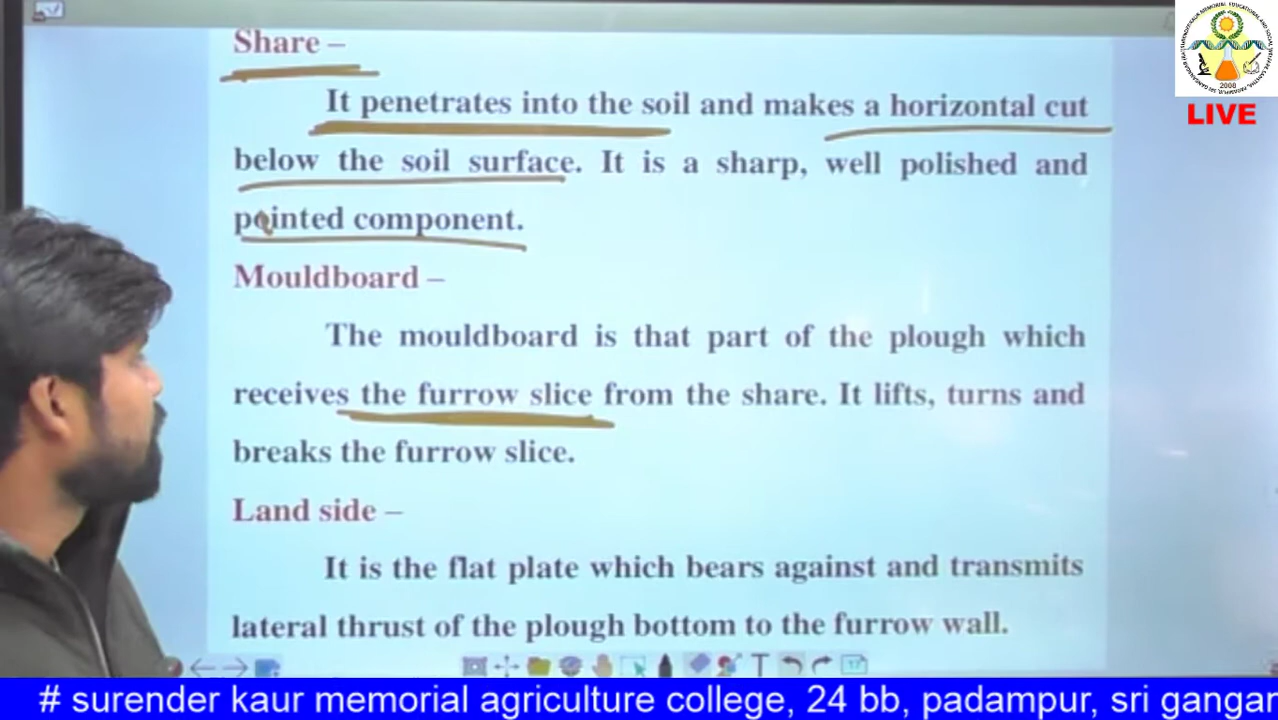 Share –
It penetrates into the soil and makes a horizontal cut
below the soil surface. It is a sharp, well polished and
pointed component.
Mouldboard –
The mouldboard is that part of the plough which
receives the furrow slice from the share. It lifts, turns and
breaks the furrow slice.
Land side –
It is the flat plate which bears against and transmits
lateral thrust of the plough bottom to the furrow wall.
2008
LIVE
# surender kaur memorial agriculture college, 24 bb, padampur, sri gangar